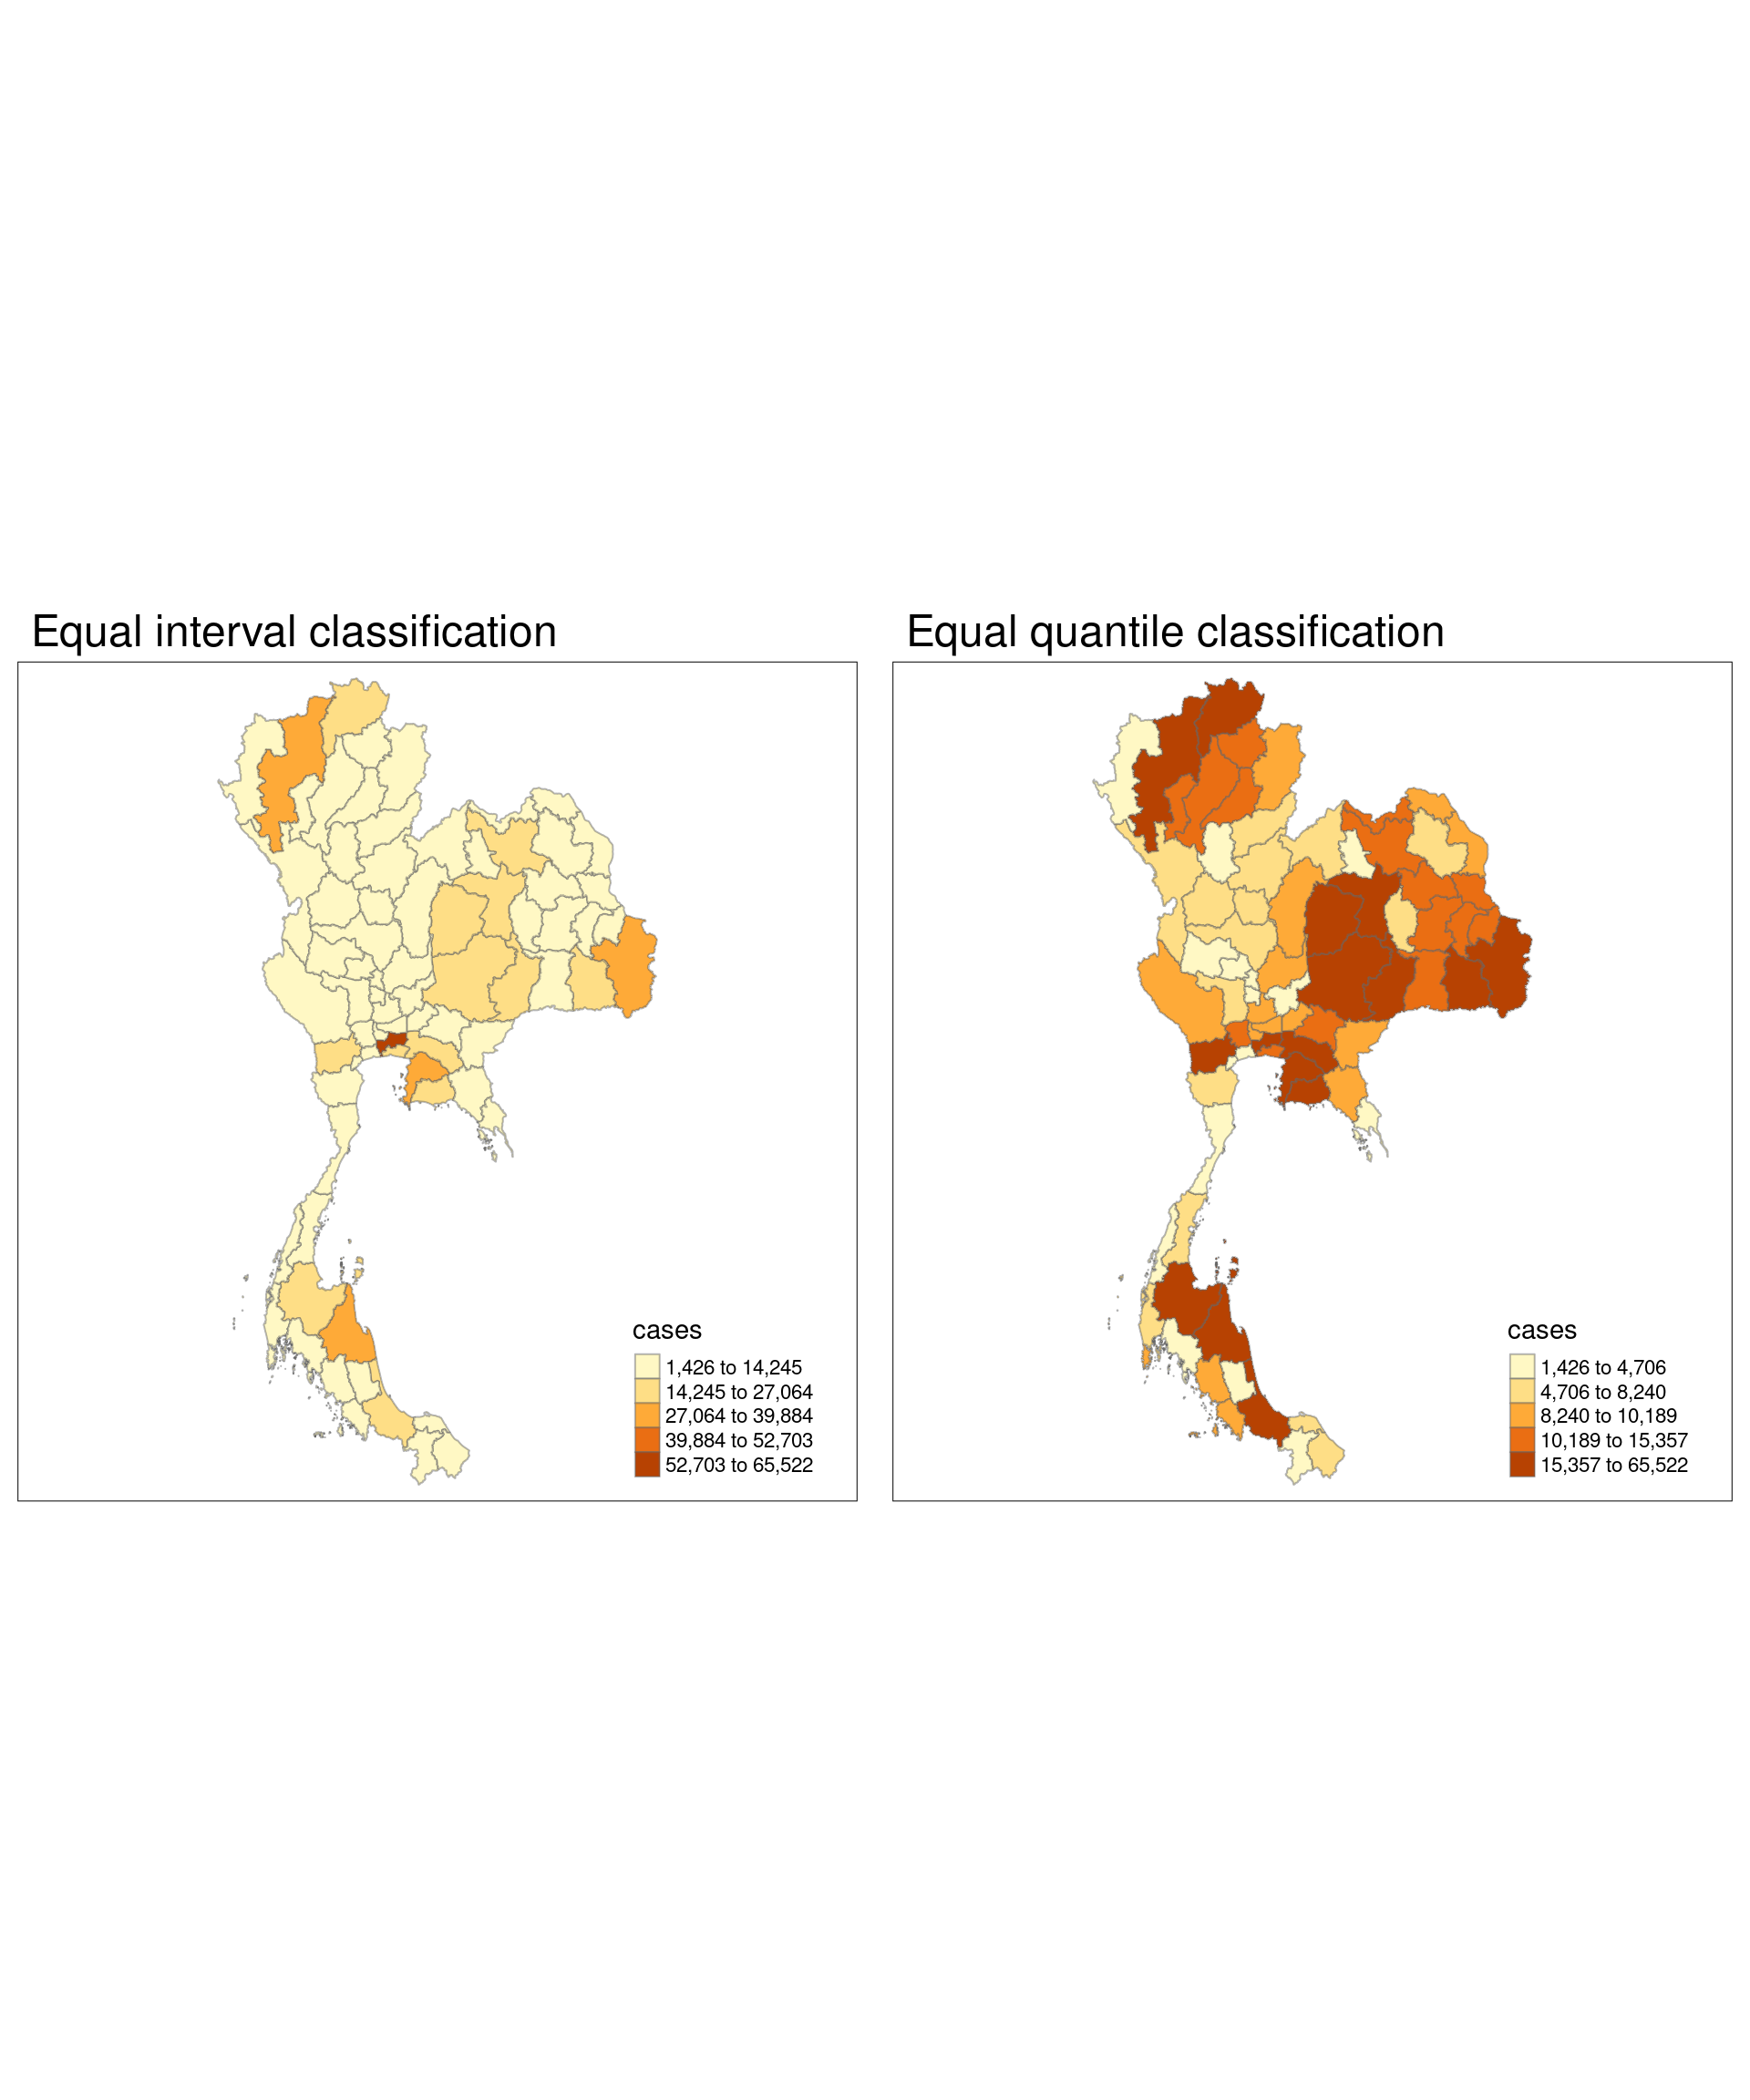 Equal interval classification
cases
1,426 to 14,245
14,245 to 27,064
27,064 to 39,884
39,884 to 52,703
52,703 to 65,522
Equal quantile classification
cases
1,426 to 4,706
4,706 to 8,240
8,240 to 10,189
10,189 to 15,357
15,357 to 65,522